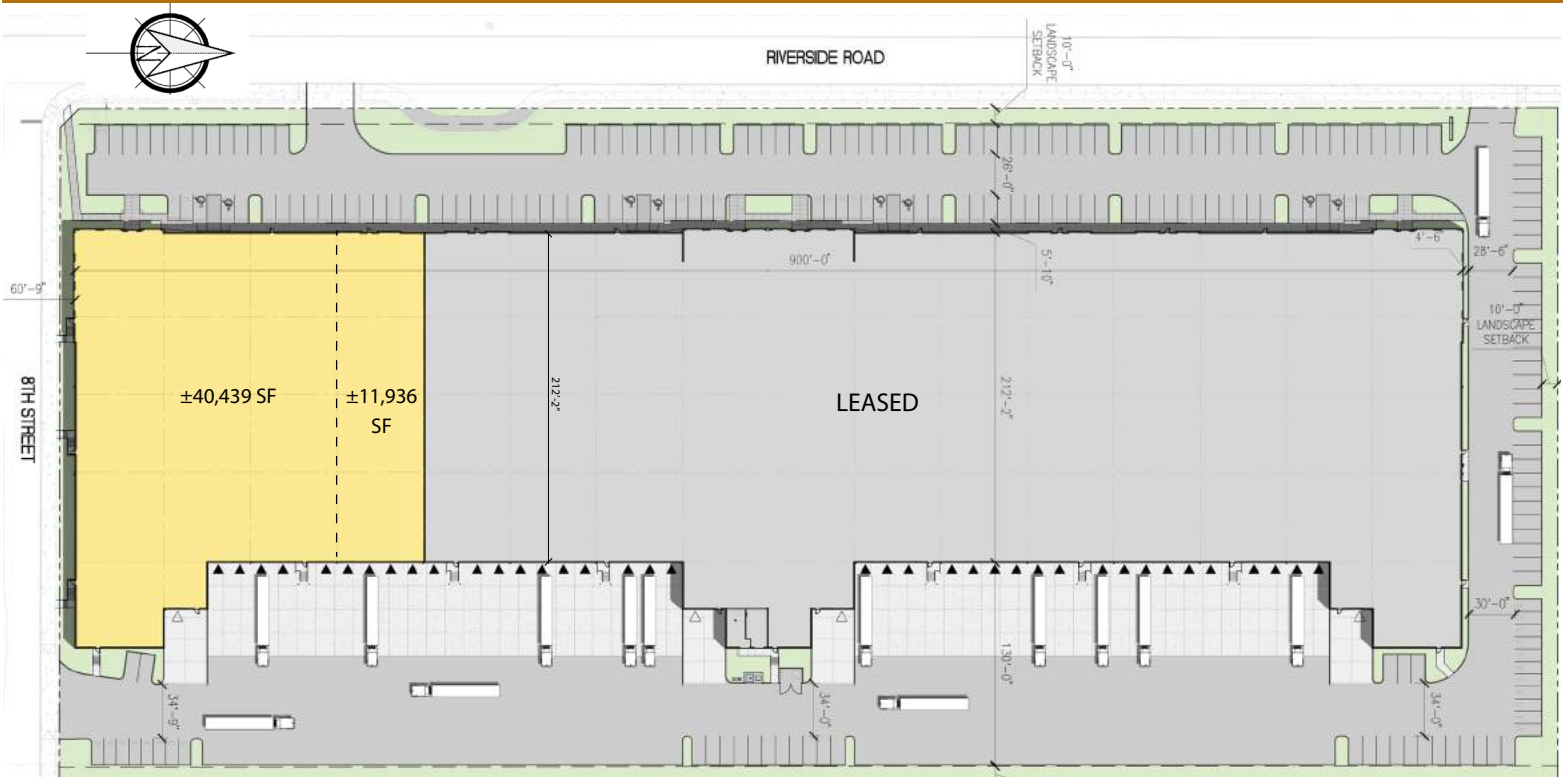 N
RIVERSIDE ROAD
10'-0"
LANDSCAPE
SETBACK
26'-0"
900'-0"
5'-10"
4'-6"
28'-6"
60'-9"
10'-0"
LANDSCAPE
SETBACK
8TH STREET
±40,439 SF
±11,936
SF
212'-2"
LEASED
212'-2"
30'-0"
130'-0"
34'-9"
34'-0"
34'-0"